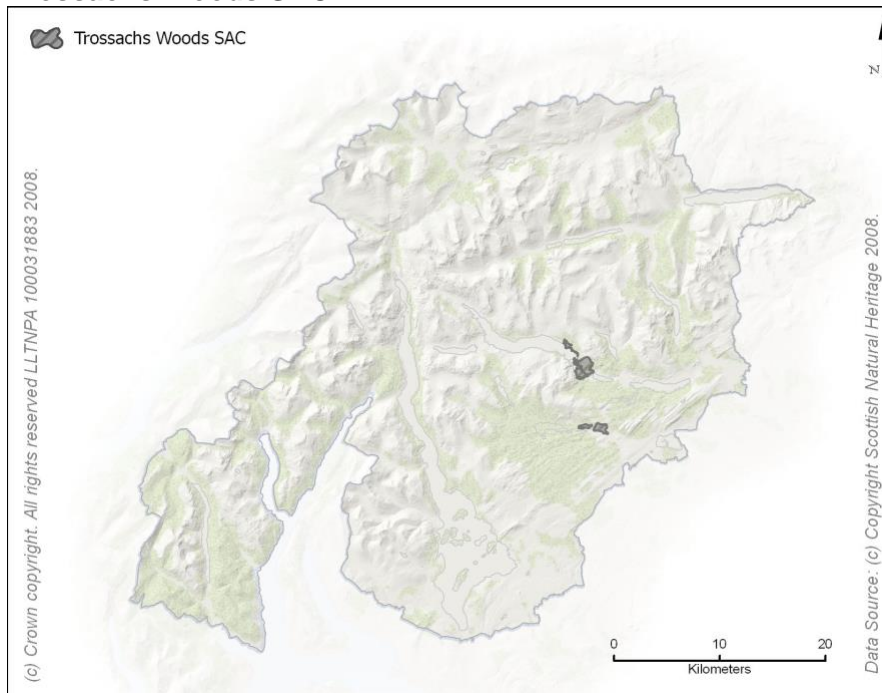 Trossachs Woods SAC
N
(c) Crown copyright. All rights reserved LLTNPA 100031883 2008.
Data Source: (c) Copyright Scottish Natural Heritage 2008.
0 10 20
Kilometers